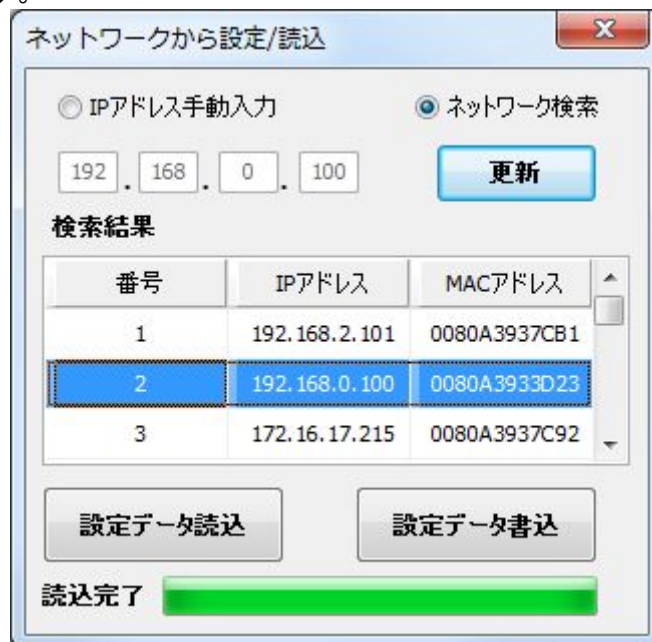 ネットワークから設定/読込
IPアドレス手動入力 ネットワーク検索
192 . 168 . 0 . 100 更新
検索結果
番号 IPアドレス MACアドレス
1 192.168.2.101 0080A3937CB1
2 192.168.0.100 0080A3933D23
3 172.16.17.215 0080A3937C92
設定データ読込 設定データ書込
読込完了